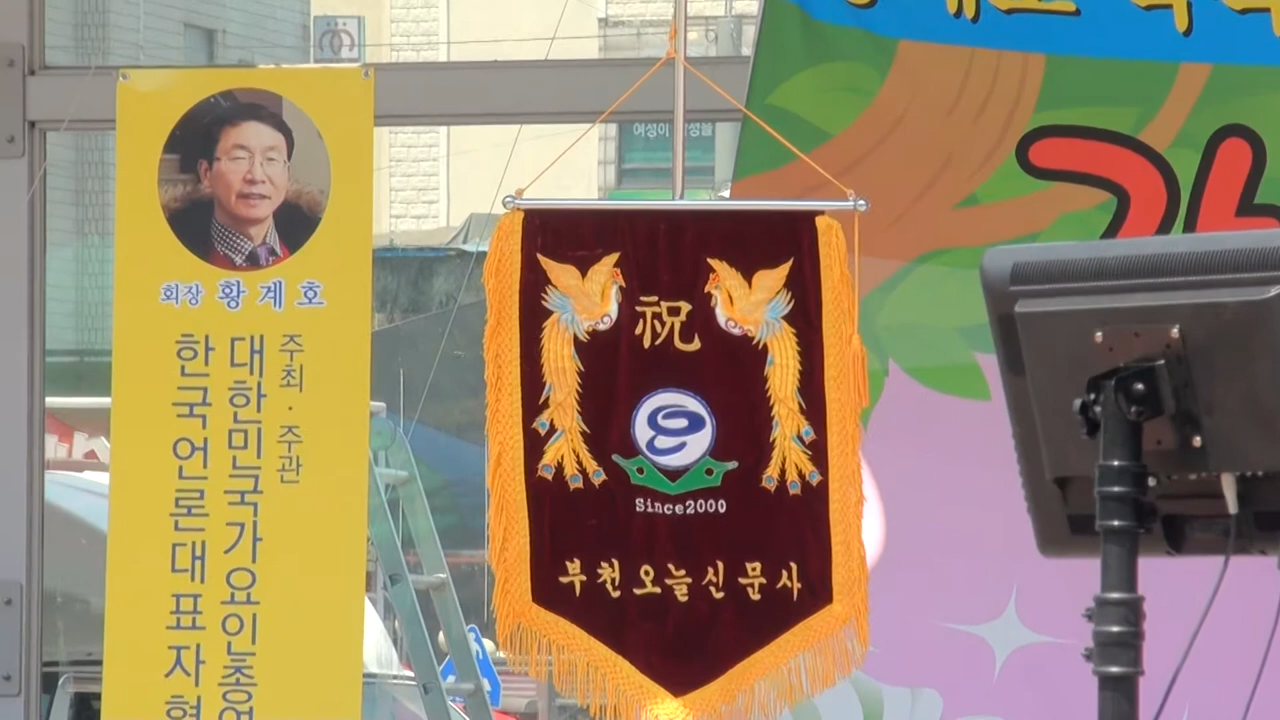 회장 황계호
주최·주관
대한민국가요인총연
한국언론대표자협
祝
Since2000
부천오늘신문사
여성이